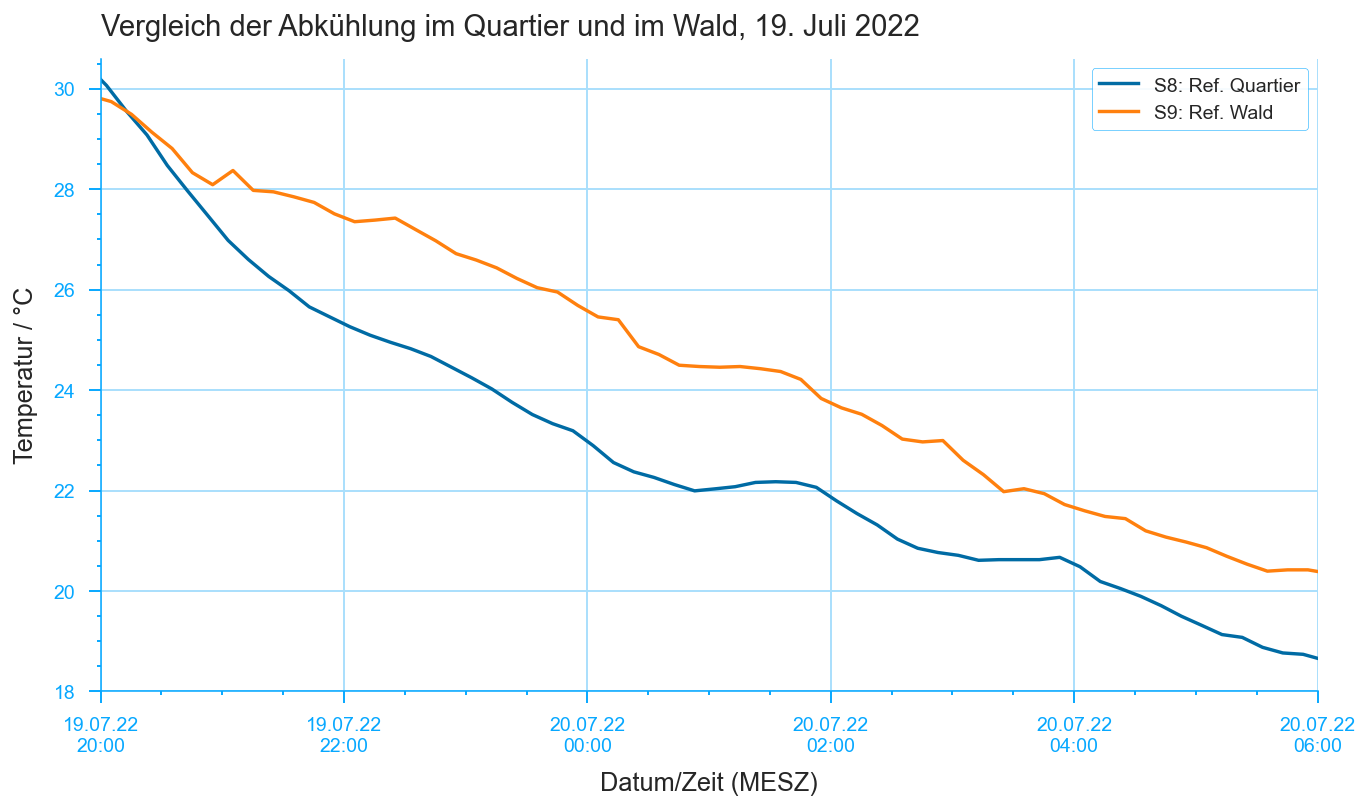 Vergleich der Abkühlung im Quartier und im Wald, 19. Juli 2022
S8: Ref. Quartier
S9: Ref. Wald
Temperatur / °C
30
28
26
24
22
20
18
19.07.22 19.07.22 20.07.22 20.07.22 20.07.22 20.07.22
20:00 22:00 00:00 02:00 04:00 06:00
Datum/Zeit (MESZ)